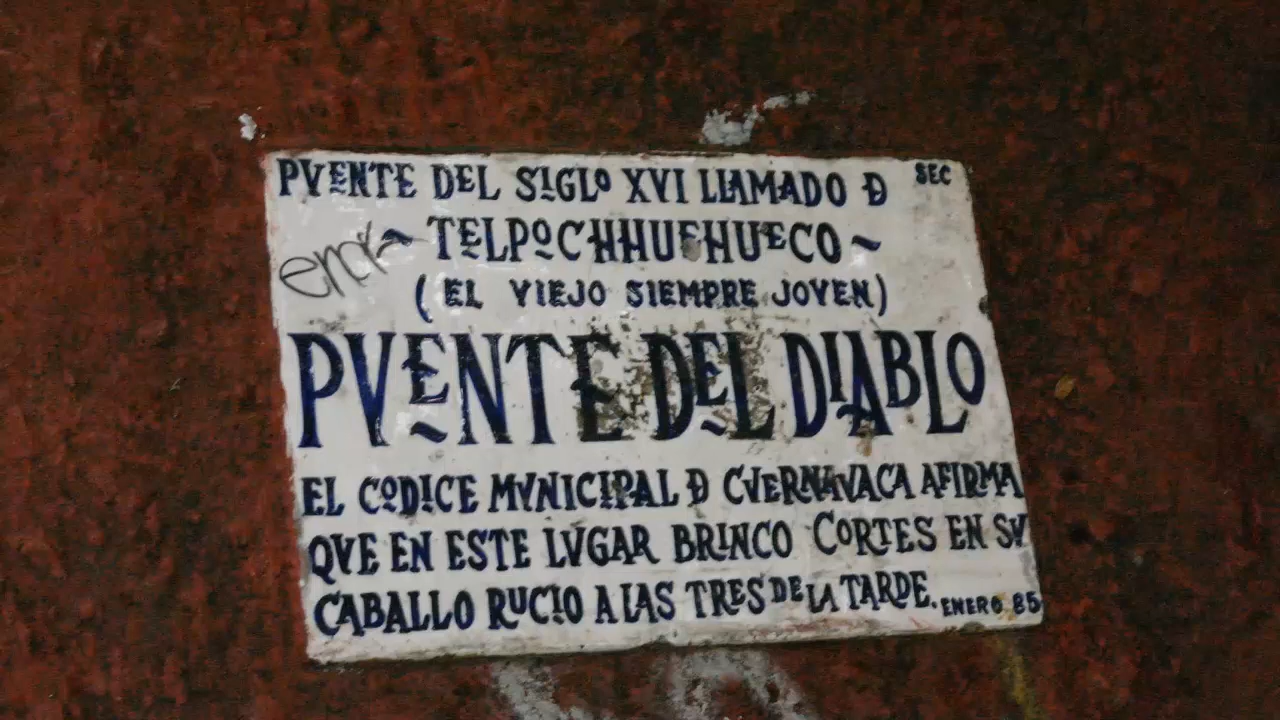 PVENTE DEL SIGLO XVI LLAMADO Đ SEC
~ TELPOCHHUEHUECO ~
( EL VIEJO SIEMPRE JOVEN)
PVENTE DEL DIABLO
EL CODICE MVNICIPAL Đ CVERNAVACA AFIRMA
QVE EN ESTE LVGAR BRINCO CORTES EN SV
CABALLO RUCIO A LAS TRES DE LA TARDE.
ENERO 85